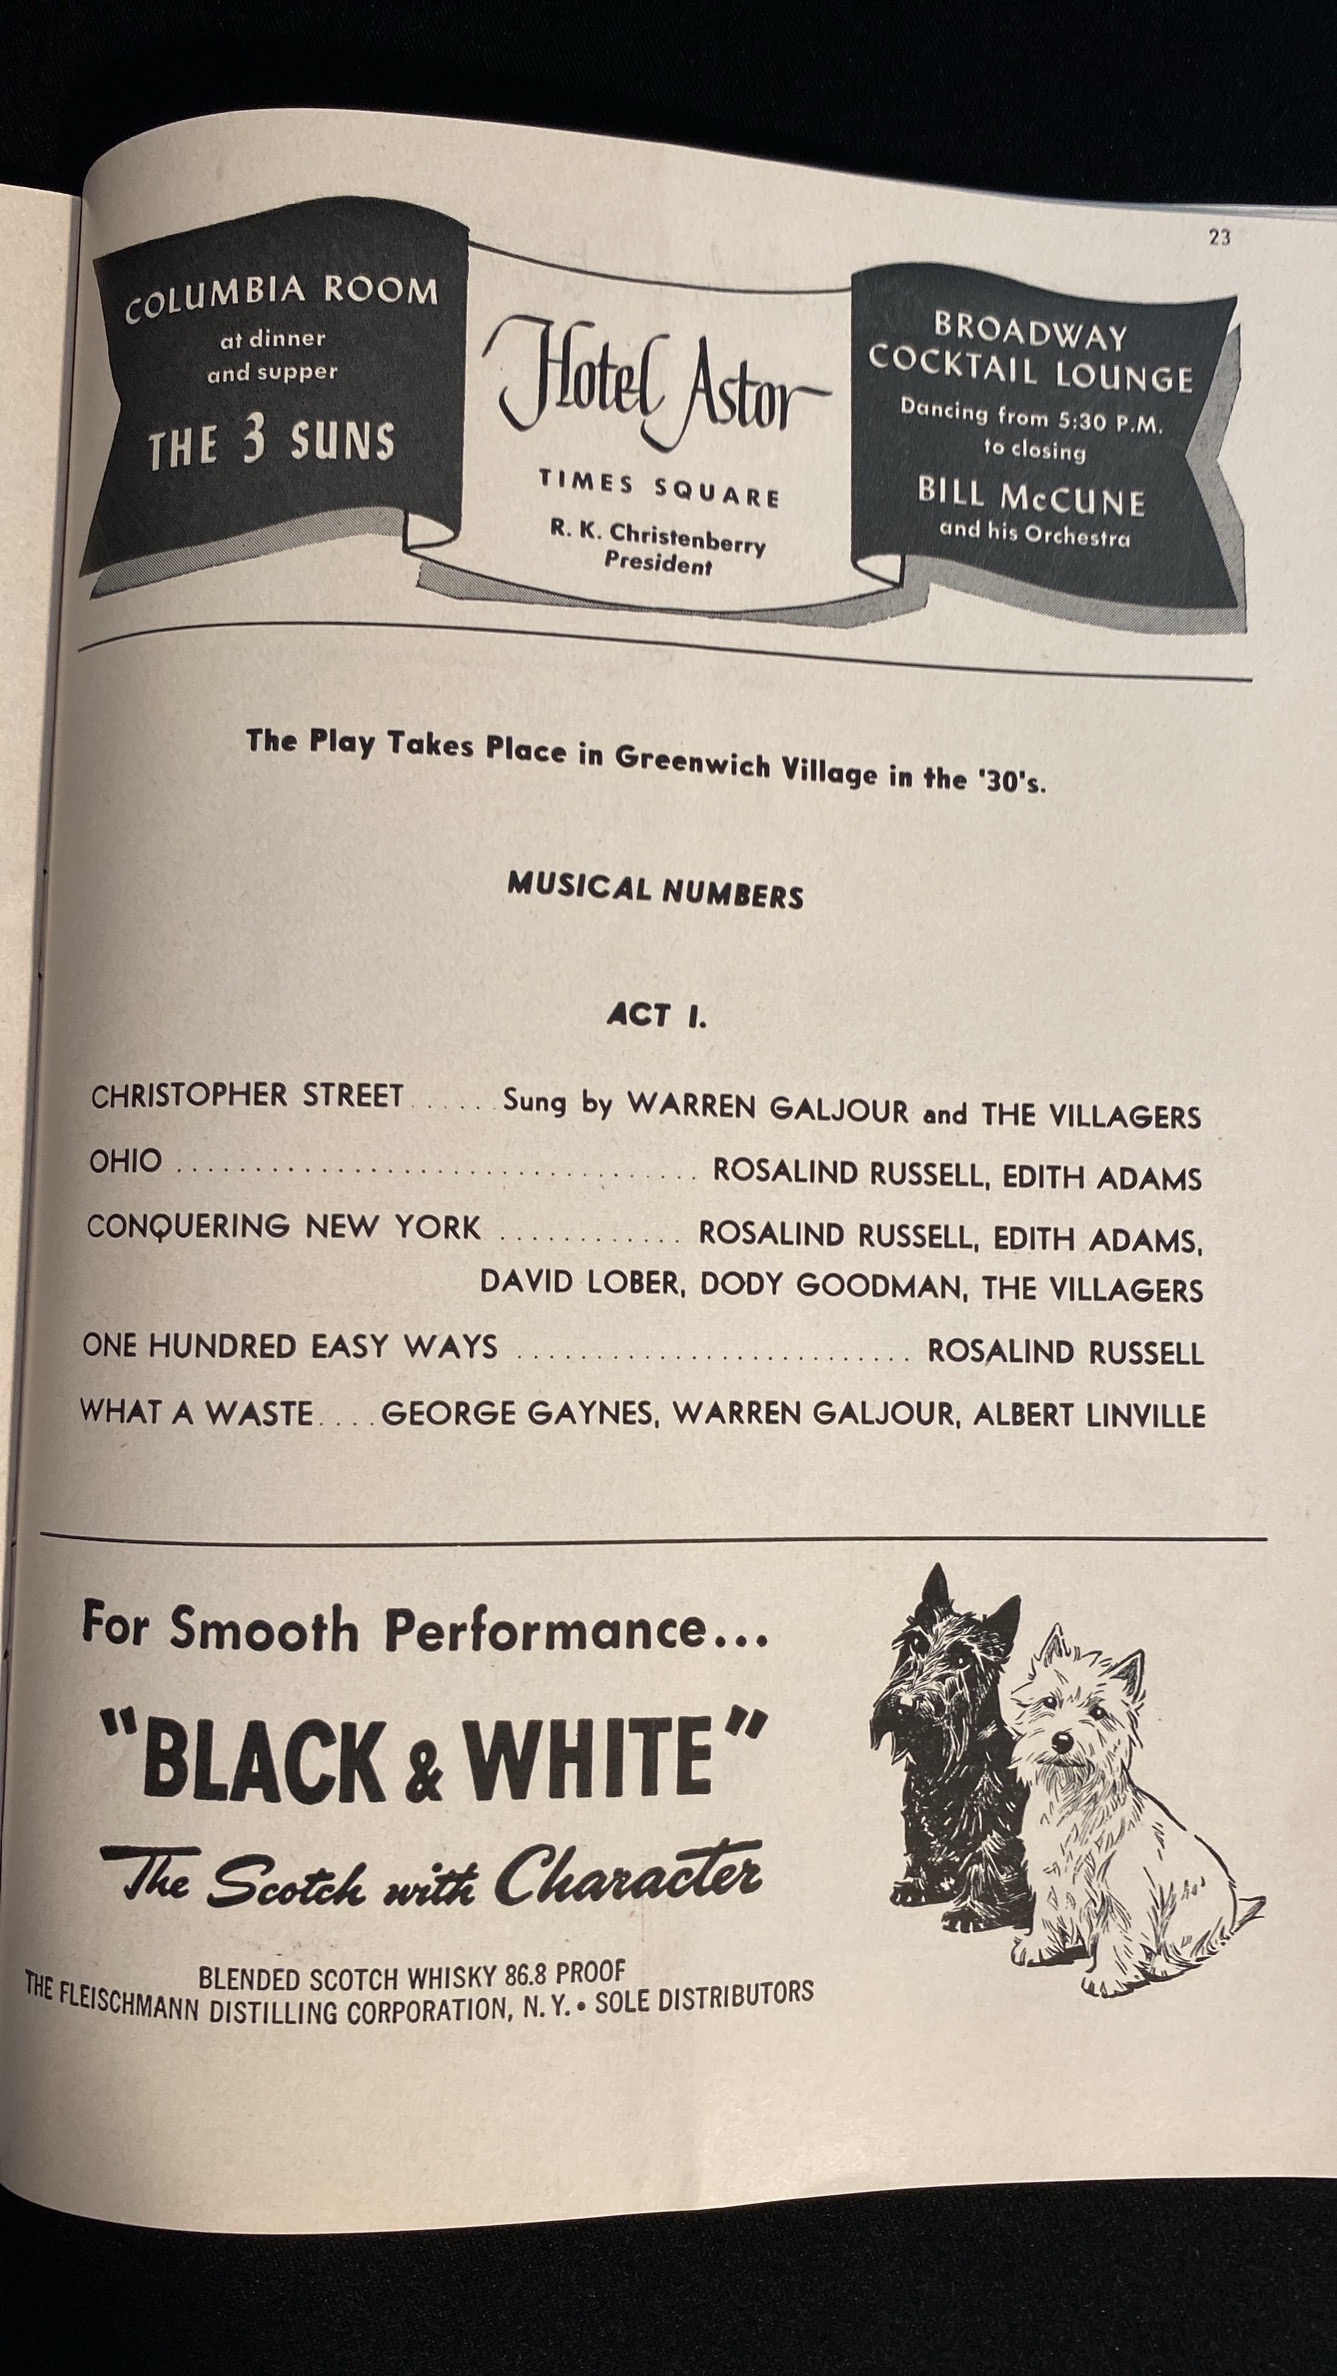 23
COLUMBIA ROOM
at dinner
and supper
THE 3 SUNS
Hotel Astor
TIMES SQUARE
R. K. Christenberry
President
BROADWAY
COCKTAIL LOUNGE
Dancing from 5:30 P.M.
to closing
BILL McCUNE
and his Orchestra
The Play Takes Place in Greenwich Village in the '30's.
MUSICAL NUMBERS
ACT I.
CHRISTOPHER STREET ...... Sung by WARREN GALJOUR and THE VILLAGERS
OHIO .................................. ROSALIND RUSSELL, EDITH ADAMS
CONQUERING NEW YORK ............ ROSALIND RUSSELL, EDITH ADAMS,
DAVID LOBER, DODY GOODMAN, THE VILLAGERS
ONE HUNDRED EASY WAYS .......................... ROSALIND RUSSELL
WHAT A WASTE.... GEORGE GAYNES, WARREN GALJOUR, ALBERT LINVILLE
For Smooth Performance...
"BLACK & WHITE"
The Scotch with Character
BLENDED SCOTCH WHISKY 86.8 PROOF
THE FLEISCHMANN DISTILLING CORPORATION, N. Y. • SOLE DISTRIBUTORS